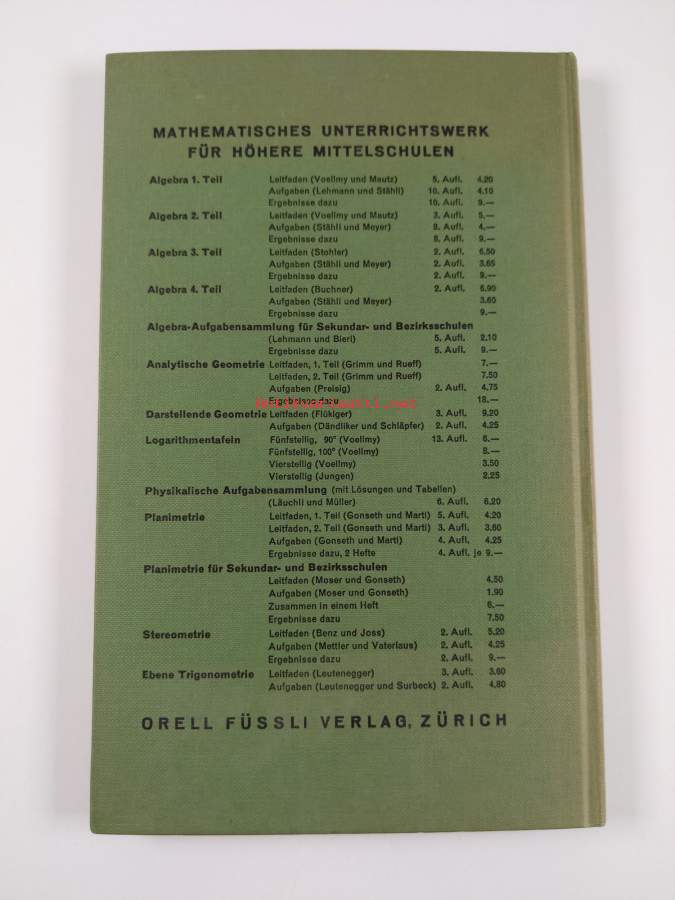 MATHEMATISCHES UNTERRICHTSWERK
FÜR HÖHERE MITTELSCHULEN
Algebra 1. Teil Leitfaden (Voellmy und Mautz) 5. Aufl. 4.20
Aufgaben (Lehmann und Stähli) 10. Aufl. 4.10
Ergebnisse dazu 10. Aufl. 9.—
Algebra 2. Teil Leitfaden (Voellmy und Mautz) 3. Aufl. 5.—
Aufgaben (Stähli und Meyer) 8. Aufl. 4.—
Ergebnisse dazu 8. Aufl. 9.—
Algebra 3. Teil Leitfaden (Stohler) 2. Aufl. 6.50
Aufgaben (Stähli und Meyer) 2. Aufl. 3.65
Ergebnisse dazu 2. Aufl. 9.—
Algebra 4. Teil Leitfaden (Buchner) 2. Aufl. 6.90
Aufgaben (Stähli und Meyer) 3.60
Ergebnisse dazu 9.—
Algebra-Aufgabensammlung für Sekundar- und Bezirksschulen
(Lehmann und Bieri) 5. Aufl. 2.10
Ergebnisse dazu 5. Aufl. 9.—
Analytische Geometrie Leitfaden, 1. Teil (Grimm und Rueff) 7.—
Leitfaden, 2. Teil (Grimm und Rueff) 7.50
Aufgaben (Preisig) 2. Aufl. 4.75
Ergebnisse dazu 18.—
Darstellende Geometrie Leitfaden (Flükiger) 3. Aufl. 9.20
Aufgaben (Dändliker und Schläpfer) 2. Aufl. 4.25
Logarithmentafeln Fünfstellig, 90° (Voellmy) 13. Aufl. 6.—
Fünfstellig, 100° (Voellmy) 8.—
Vierstellig (Voellmy) 3.50
Vierstellig (Jungen) 2.25
Physikalische Aufgabensammlung (mit Lösungen und Tabellen)
(Läuchli und Müller) 6. Aufl. 6.20
Planimetrie Leitfaden, 1. Teil (Gonseth und Marti) 5. Aufl. 4.20
Leitfaden, 2. Teil (Gonseth und Marti) 3. Aufl. 3.60
Aufgaben (Gonseth und Marti) 4. Aufl. 4.25
Ergebnisse dazu, 2 Hefte 4. Aufl. je 9.—
Planimetrie für Sekundar- und Bezirksschulen
Leitfaden (Moser und Gonseth) 4.50
Aufgaben (Moser und Gonseth) 1.90
Zusammen in einem Heft 6.—
Ergebnisse dazu 7.50
Stereometrie Leitfaden (Benz und Joss) 2. Aufl. 5.20
Aufgaben (Mettler und Vaterlaus) 2. Aufl. 4.25
Ergebnisse dazu 2. Aufl. 9.—
Ebene Trigonometrie Leitfaden (Leutenegger) 3. Aufl. 3.60
Aufgaben (Leutenegger und Surbeck) 2. Aufl. 4.80
ORELL FÜSSLI VERLAG, ZÜRICH